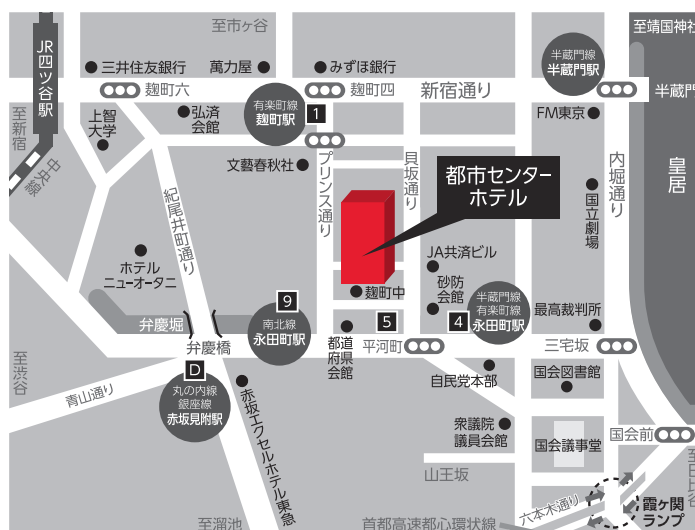 至市ヶ谷
至靖国神社
JR四ツ谷駅
三井住友銀行
萬力屋
みずほ銀行
半蔵門線
半蔵門駅
麹町六
麹町四
新宿通り
半蔵門
至新宿
上智
大学
弘済
会館
有楽町線
麹町駅
1
FM東京
中央線
文藝春秋社
プリンス通り
貝坂通り
内堀通り
皇居
都市センター
ホテル
紀尾井町通り
国立劇場
ホテル
ニューオータニ
JA共済ビル
砂防
会館
麹町中
半蔵門線
有楽町線
永田町駅
9
5
4
最高裁判所
弁慶堀
南北線
永田町駅
弁慶橋
都道
府県
会館
平河町
三宅坂
至渋谷
D
青山通り
丸の内線
銀座線
赤坂見附駅
自民党本部
国会図書館
赤坂エクセルホテル東急
衆議院
議員会館
国会議事堂
国会前
山王坂
至日比谷
六本木通り
霞ヶ関
ランプ
至溜池
首都高速都心環状線